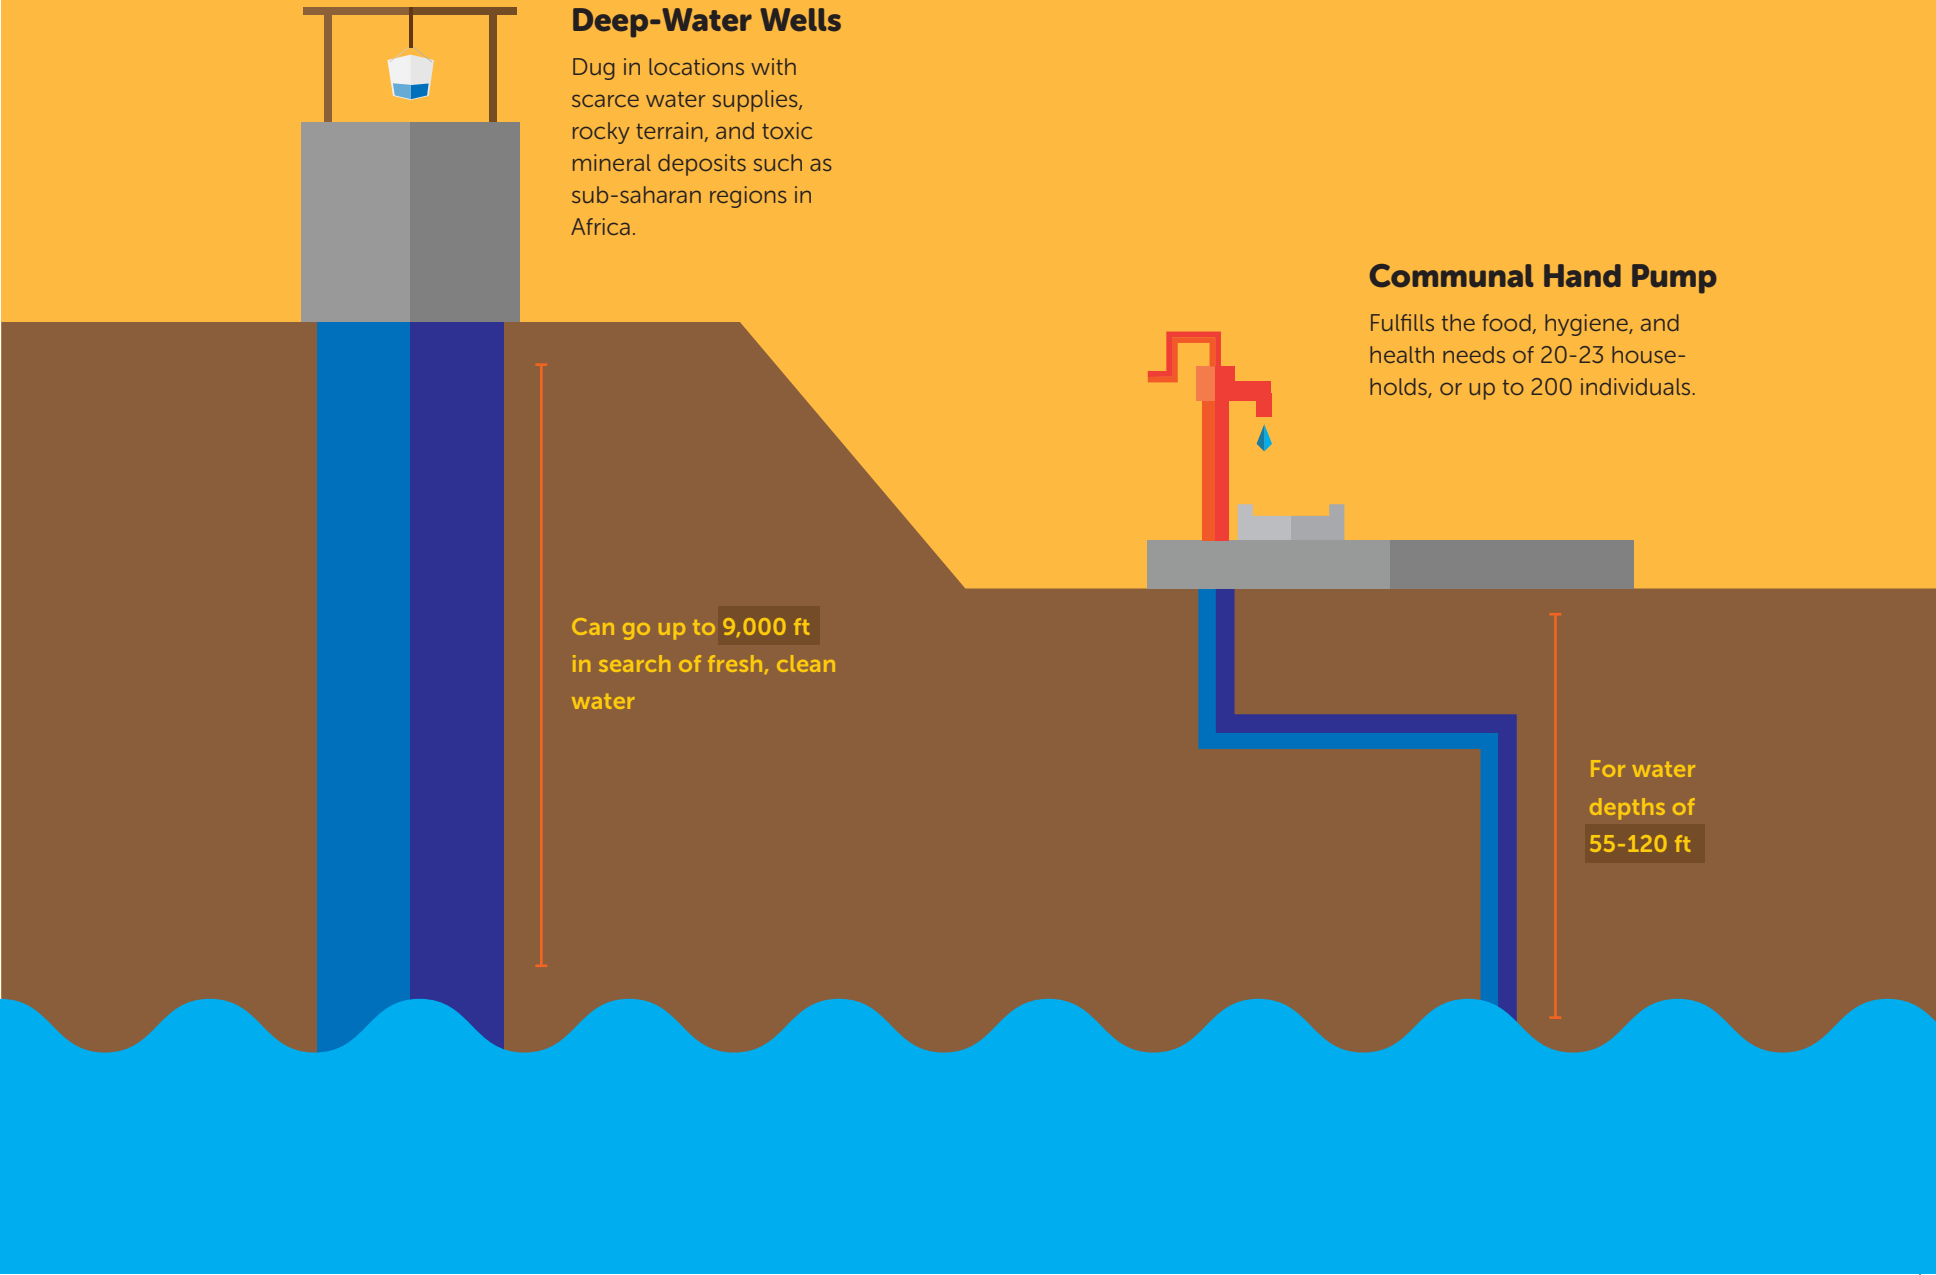 Deep-Water Wells
Dug in locations with
scarce water supplies,
rocky terrain, and toxic
mineral deposits such as
sub-saharan regions in
Africa.
Communal Hand Pump
Fulfills the food, hygiene, and
health needs of 20-23 house-
holds, or up to 200 individuals.
Can go up to 9,000 ft
in search of fresh, clean
water
For water
depths of
55-120 ft